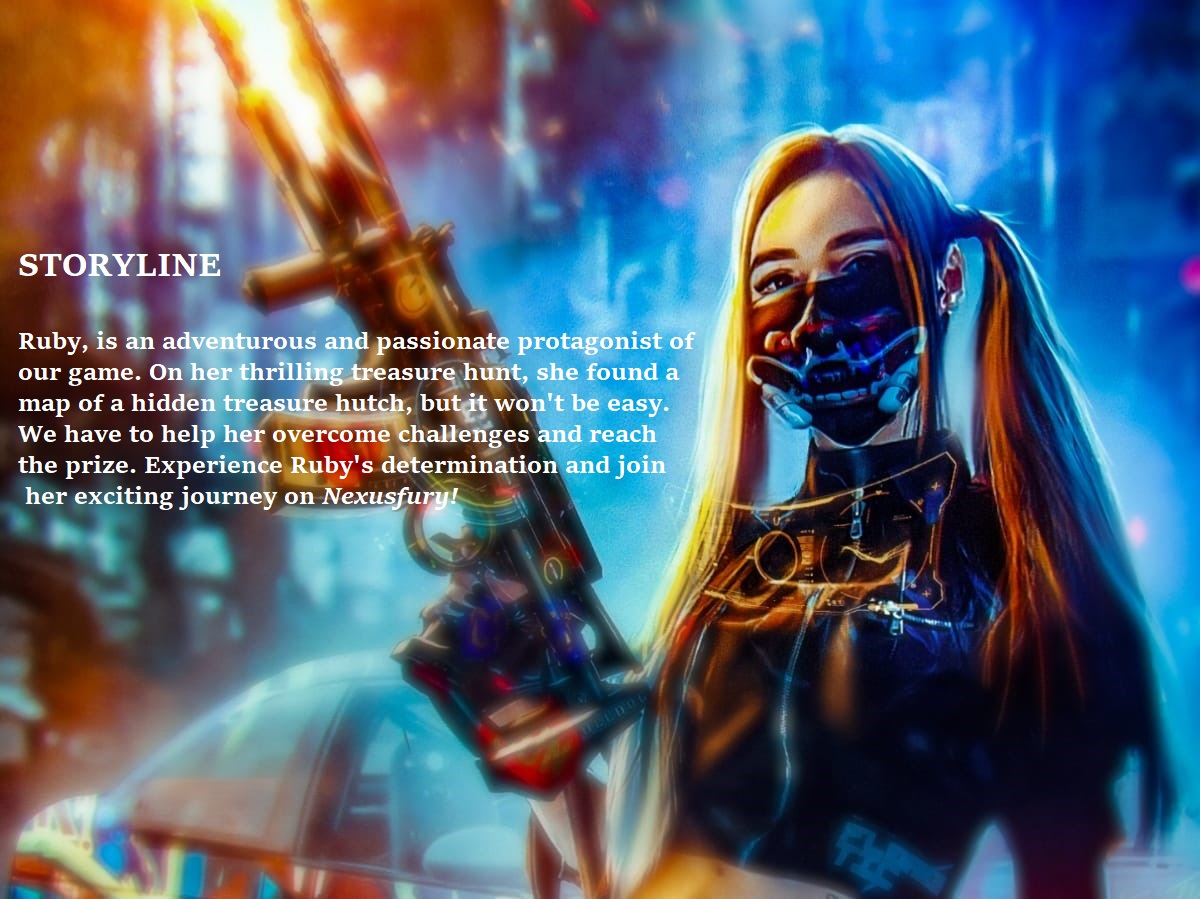 STORYLINE
Ruby, is an adventurous and passionate protagonist of
our game. On her thrilling treasure hunt, she found a
map of a hidden treasure hutch, but it won't be easy.
We have to help her overcome challenges and reach
the prize. Experience Ruby's determination and join
her exciting journey on Nexusfury!